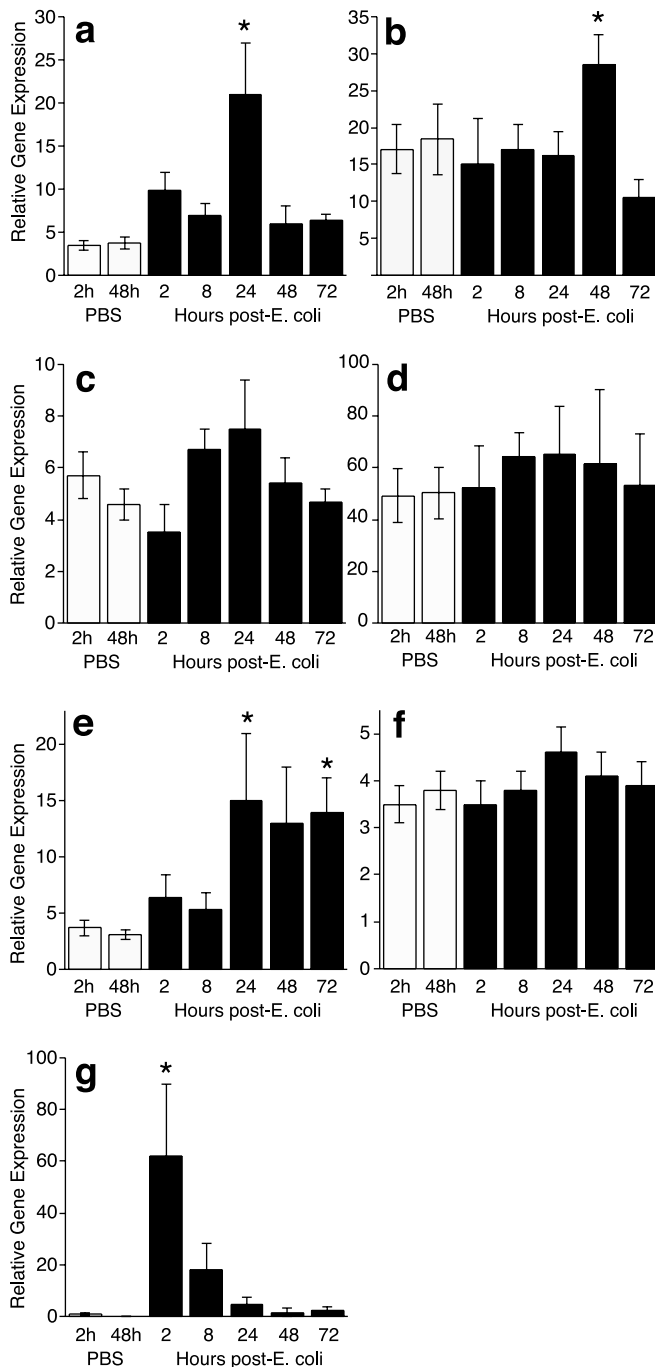 a
Relative Gene Expression
30
25
20
15
10
5
0
*
2h 48h 2 8 24 48 72
PBS Hours post-E. coli
b
35
30
25
20
15
10
5
*
2h 48h 2 8 24 48 72
PBS Hours post-E. coli
c
Relative Gene Expression
10
8
6
4
2
0
2h 48h 2 8 24 48 72
PBS Hours post-E. coli
d
100
80
60
40
20
0
2h 48h 2 8 24 48 72
PBS Hours post-E. coli
e
Relative Gene Expression
20
15
10
5
0
* *
2h 48h 2 8 24 48 72
PBS Hours post-E. coli
f
5
4
3
2
1
0
2h 48h 2 8 24 48 72
PBS Hours post-E. coli
g
Relative Gene Expression
100
80
60
40
20
0
*
2h 48h 2 8 24 48 72
PBS Hours post-E. coli